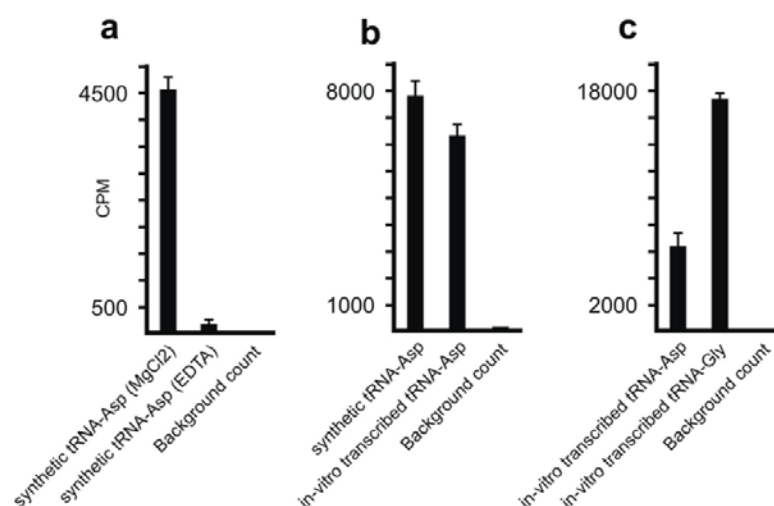 a
4500
CPM
500
synthetic tRNA-Asp (MgCl2)
synthetic tRNA-Asp (EDTA)
Background count
b
8000
1000
synthetic tRNA-Asp
in-vitro transcribed tRNA-Asp
Background count
c
18000
2000
in-vitro transcribed tRNA-Asp
in-vitro transcribed tRNA-Gly
Background count